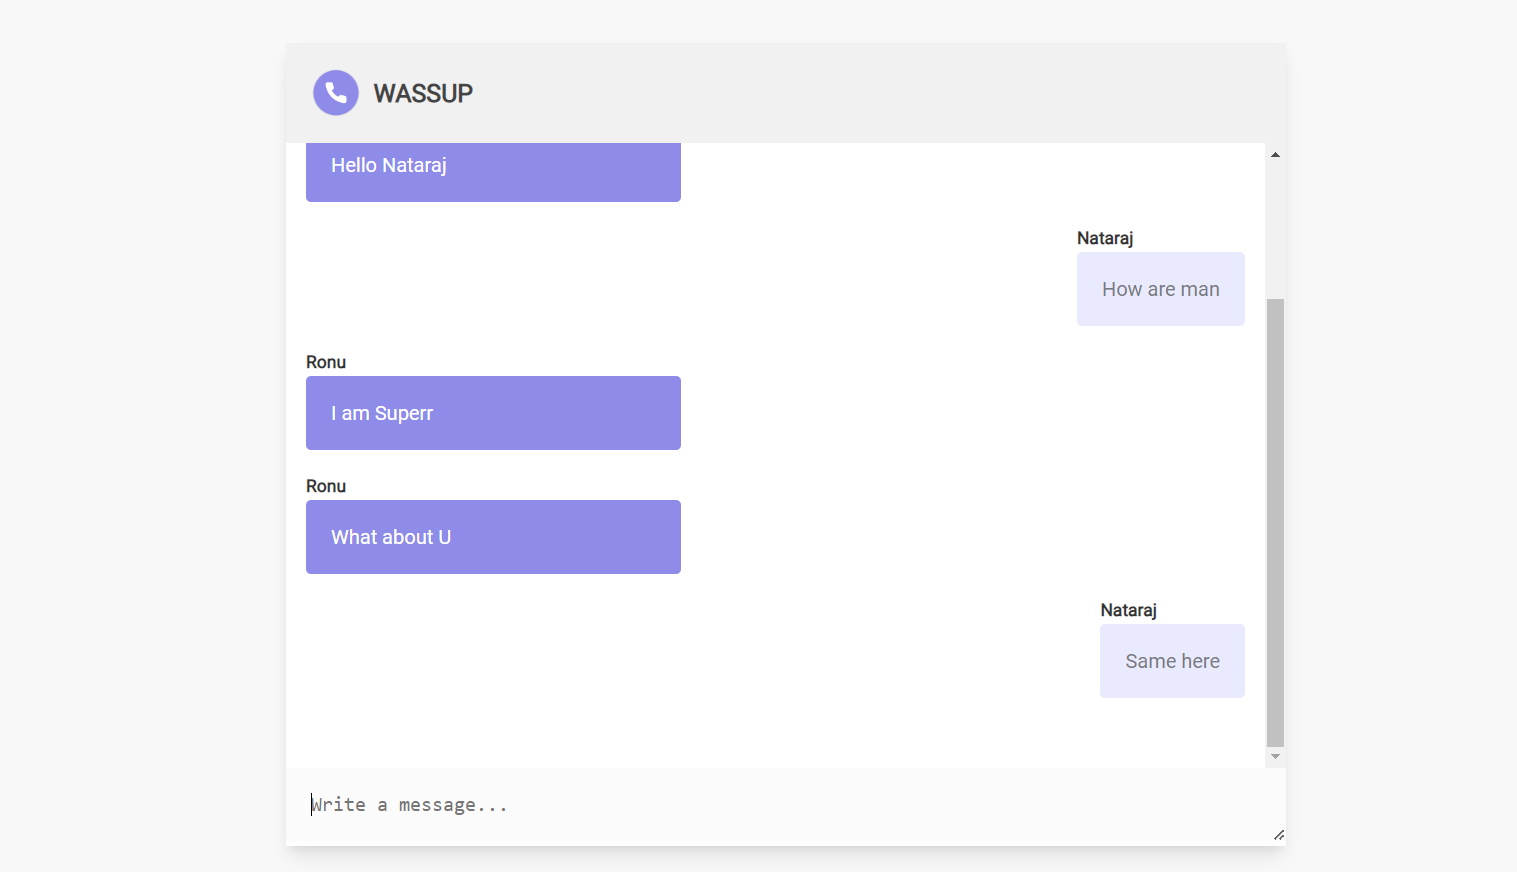 WASSUP
Hello Nataraj
Nataraj
How are man
Ronu
I am Superr
Ronu
What about U
Nataraj
Same here
Write a message...